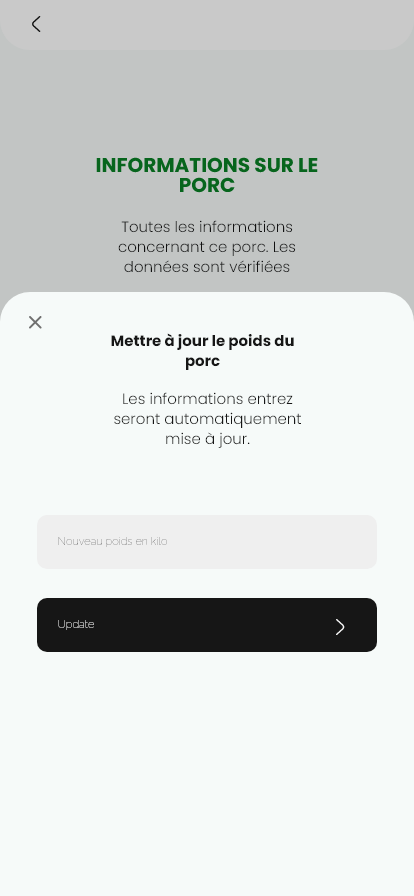 INFORMATIONS SUR LE
PORC
Toutes les informations
concernant ce porc. Les
données sont vérifiées
Mettre à jour le poids du
porc
Les informations entrez
seront automatiquement
mise à jour.
Nouveau poids en kilo
Update